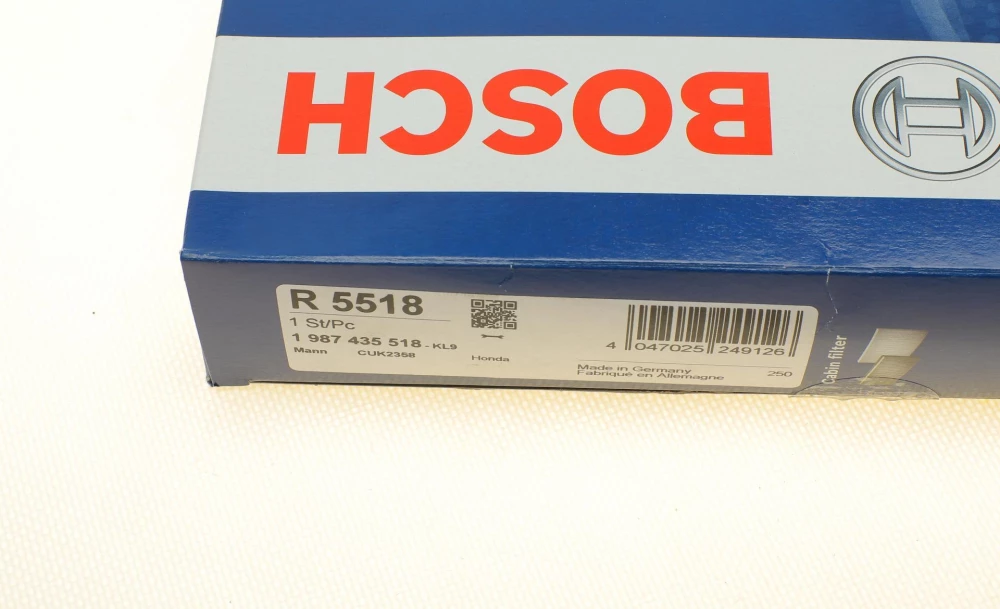 BOSCH
R 5518
1 St/Pc
1 987 435 518 - KL9
Mann CUK2358
Honda
4 047025 249126
Made in Germany
Fabriqué en Allemagne
250
Cabin filter